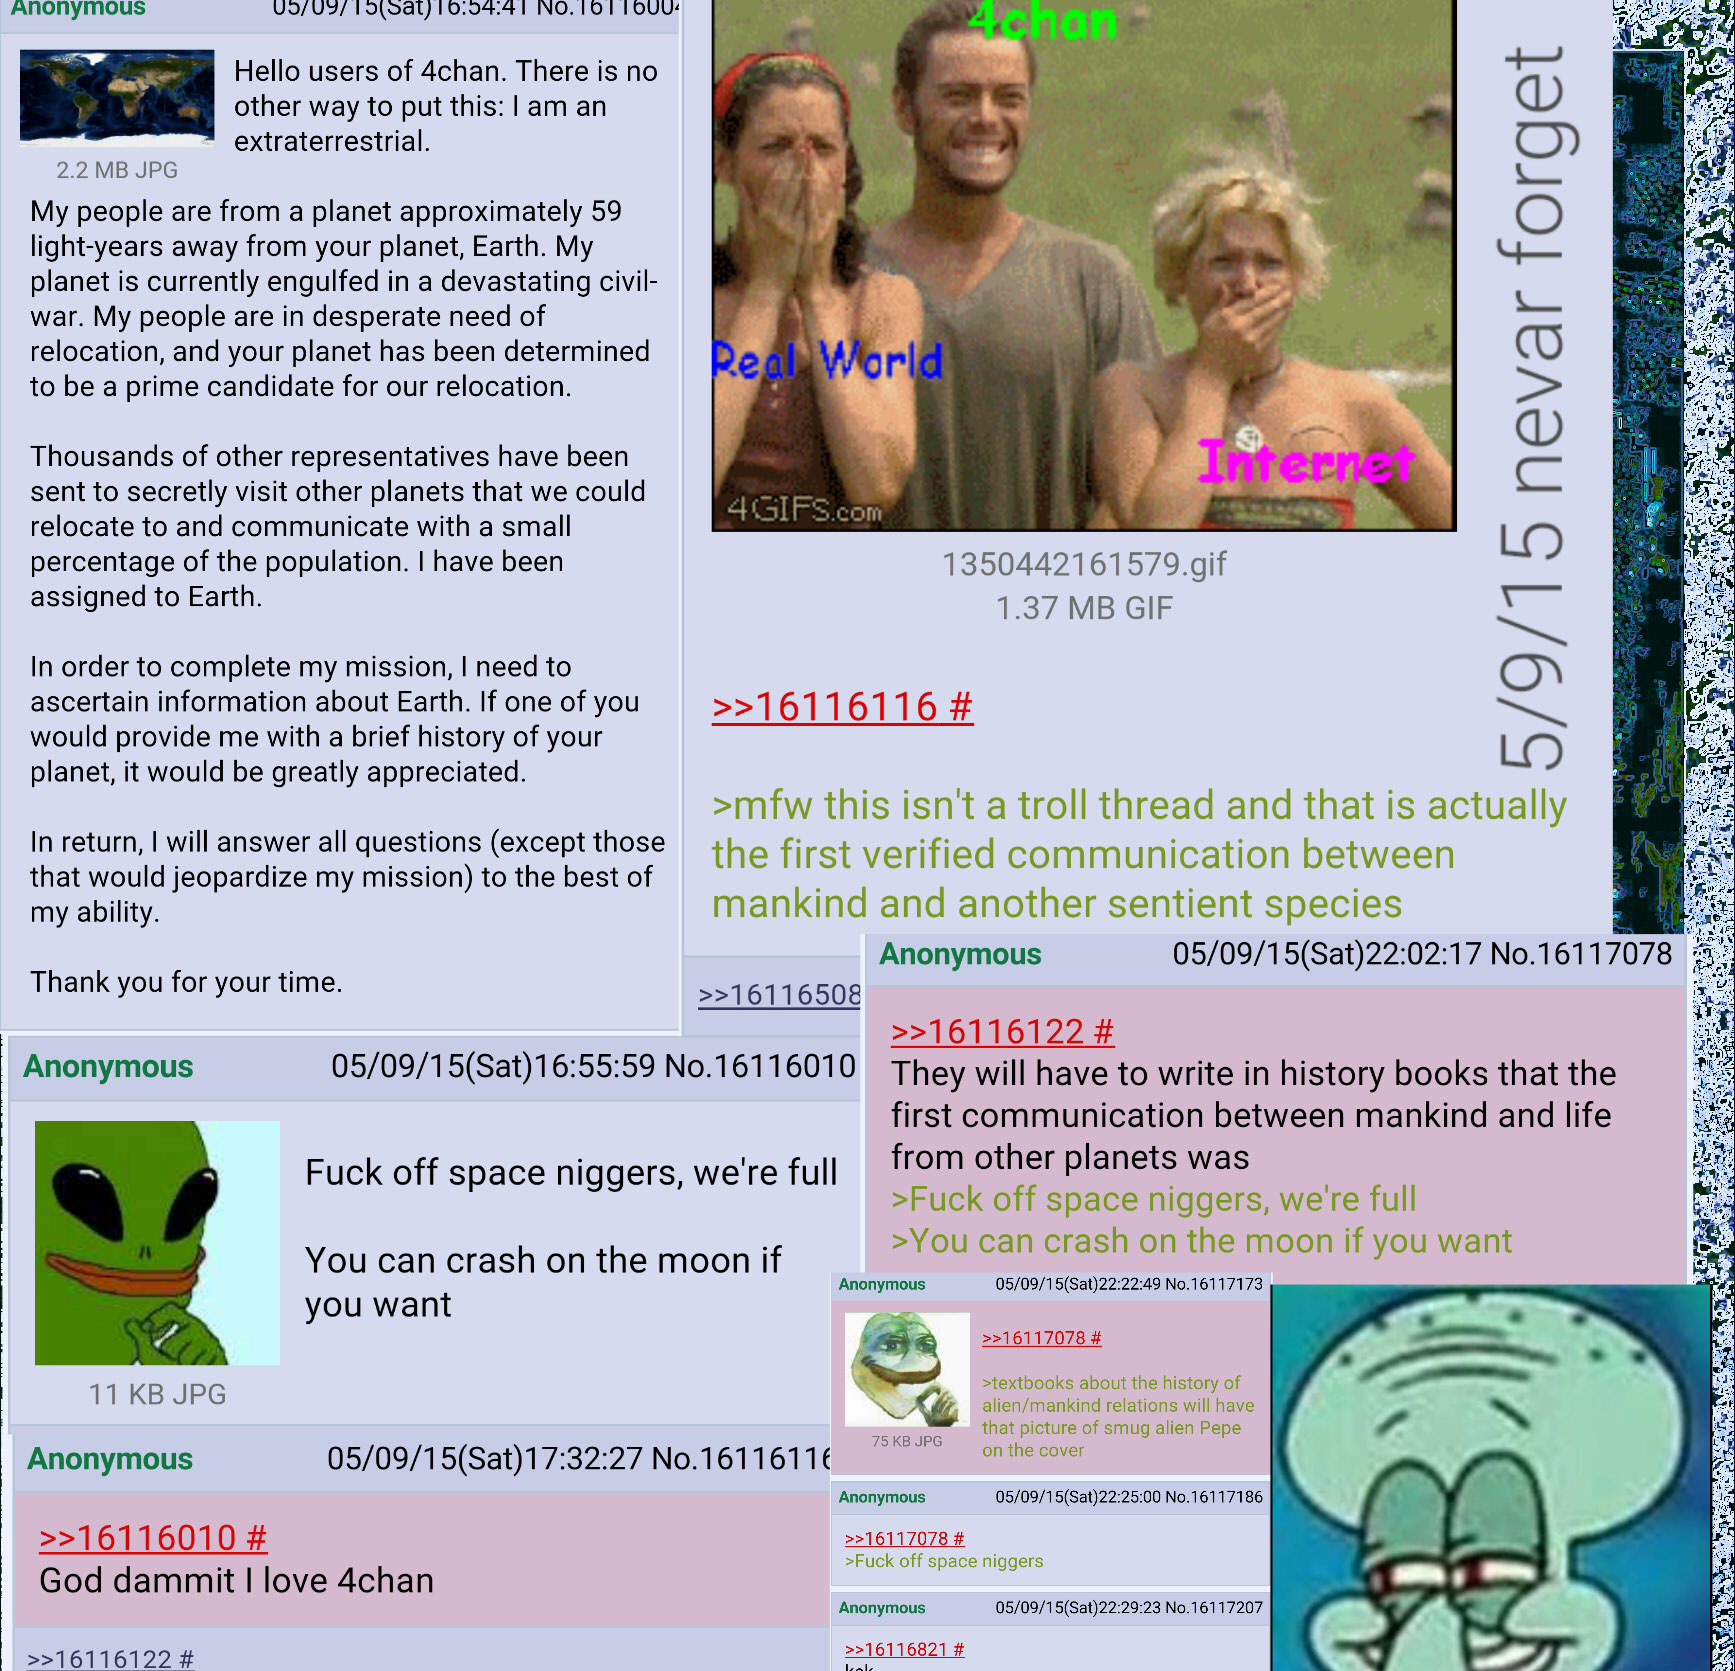 Anonymous 05/09/15(Sat)16:54:41 No.1611600
Hello users of 4chan. There is no
other way to put this: I am an
extraterrestrial.
2.2 MB JPG
My people are from a planet approximately 59
light-years away from your planet, Earth. My
planet is currently engulfed in a devastating civil-
war. My people are in desperate need of
relocation, and your planet has been determined
to be a prime candidate for our relocation.
Thousands of other representatives have been
sent to secretly visit other planets that we could
relocate to and communicate with a small
percentage of the population. I have been
assigned to Earth.
In order to complete my mission, I need to
ascertain information about Earth. If one of you
would provide me with a brief history of your
planet, it would be greatly appreciated.
In return, I will answer all questions (except those
that would jeopardize my mission) to the best of
my ability.
Thank you for your time.
Anonymous 05/09/15(Sat)16:55:59 No.16116010
Fuck off space niggers, we're full
You can crash on the moon if
you want
11 KB JPG
Anonymous 05/09/15(Sat)17:32:27 No.16116116
>>16116010 #
God dammit I love 4chan
>>16116122 #
4chan
Real World
Internet
4GIFS.com
1350442161579.gif
1.37 MB GIF
>>16116116 #
>mfw this isn't a troll thread and that is actually
the first verified communication between
mankind and another sentient species
>>16116508
5/9/15 nevar forget
Anonymous 05/09/15(Sat)22:02:17 No.16117078
>>16116122 #
They will have to write in history books that the
first communication between mankind and life
from other planets was
>Fuck off space niggers, we're full
>You can crash on the moon if you want
Anonymous 05/09/15(Sat)22:22:49 No.16117173
>>16117078 #
>textbooks about the history of
alien/mankind relations will have
that picture of smug alien Pepe
on the cover
75 KB JPG
Anonymous 05/09/15(Sat)22:25:00 No.16117186
>>16117078 #
>Fuck off space niggers
Anonymous 05/09/15(Sat)22:29:23 No.16117207
>>16116821 #
kek